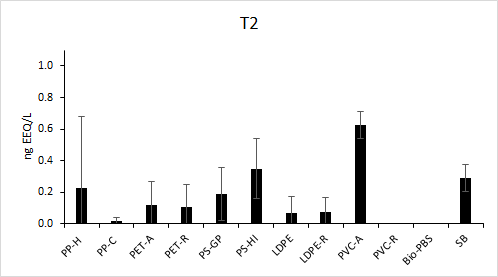 T2
ng EEQ/L
1.0
0.8
0.6
0.4
0.2
0.0
PP-H
PP-C
PET-A
PET-R
PS-GP
PS-HI
LDPE
LDPE-R
PVC-A
PVC-R
Bio-PBS
SB